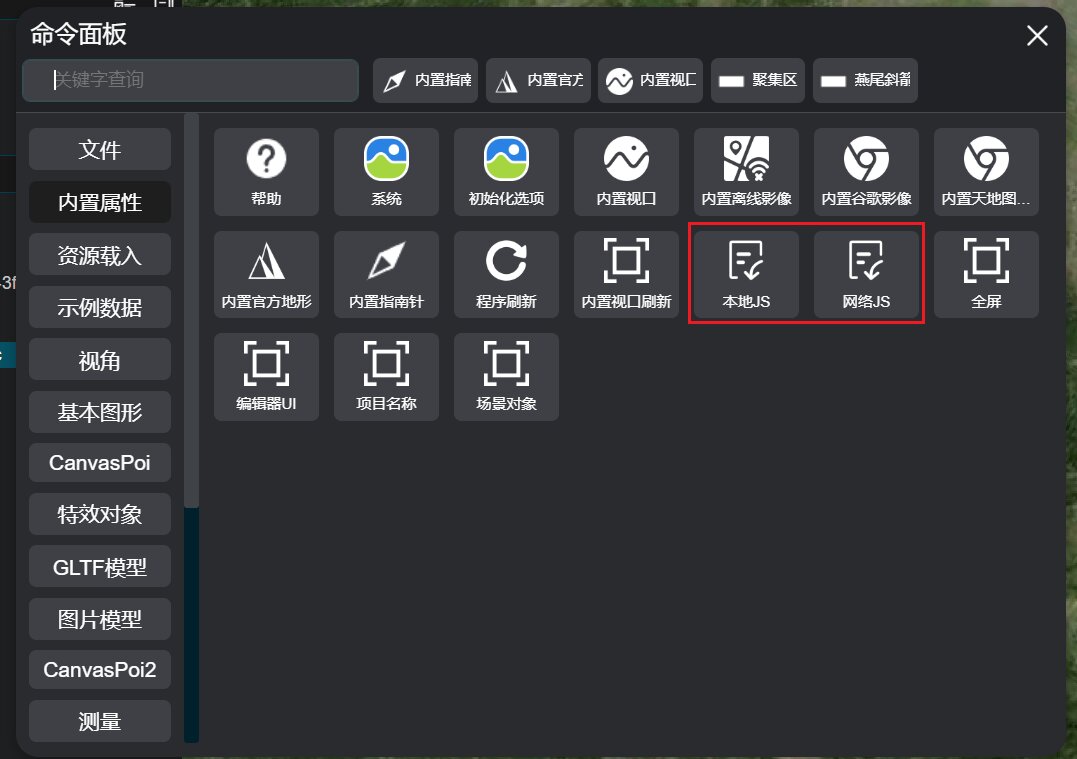 命令面板
关键字查询
内置指南
内置官方
内置视口
聚集区
燕尾斜箭
文件
内置属性
资源载入
示例数据
视角
基本图形
CanvasPoi
特效对象
GLTF模型
图片模型
CanvasPoi2
测量
帮助
系统
初始化选项
内置视口
内置离线影像
内置谷歌影像
内置天地图...
内置官方地形
内置指南针
程序刷新
内置视口刷新
本地JS
网络JS
全屏
编辑器UI
项目名称
场景对象